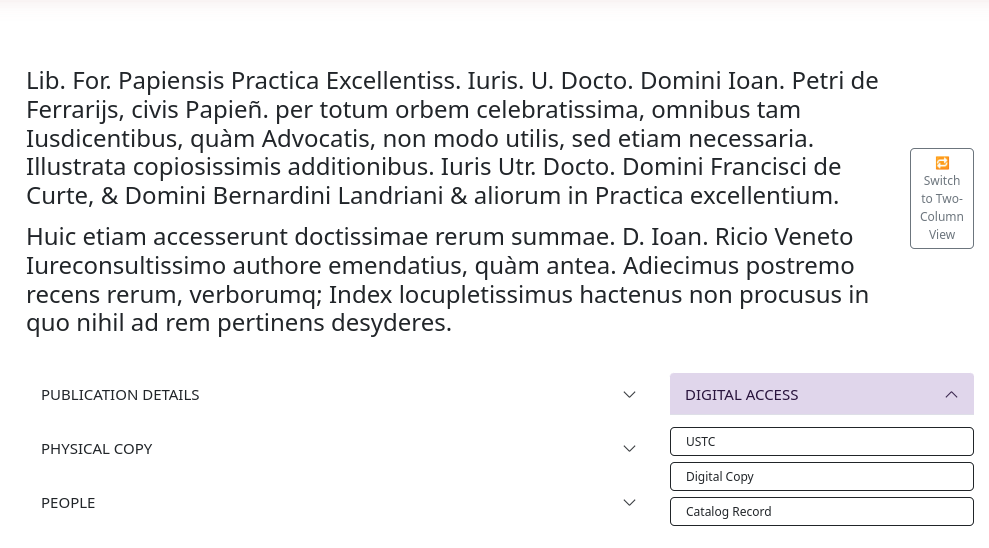 Lib. For. Papiensis Practica Excellentiss. Iuris. U. Docto. Domini Ioan. Petri de
Ferrarijs, civis Papieñ. per totum orbem celebratissima, omnibus tam
Iusdicentibus, quàm Advocatis, non modo utilis, sed etiam necessaria.
Illustrata copiosissimis additionibus. Iuris Utr. Docto. Domini Francisci de
Curte, & Domini Bernardini Landriani & aliorum in Practica excellentium.
Huic etiam accesserunt doctissimae rerum summae. D. Ioan. Ricio Veneto
Iureconsultissimo authore emendatius, quàm antea. Adiecimus postremo
recens rerum, verborumq; Index locupletissimus hactenus non procusus in
quo nihil ad rem pertinens desyderes.
Switch
to Two-
Column
View
PUBLICATION DETAILS
PHYSICAL COPY
PEOPLE
DIGITAL ACCESS
USTC
Digital Copy
Catalog Record